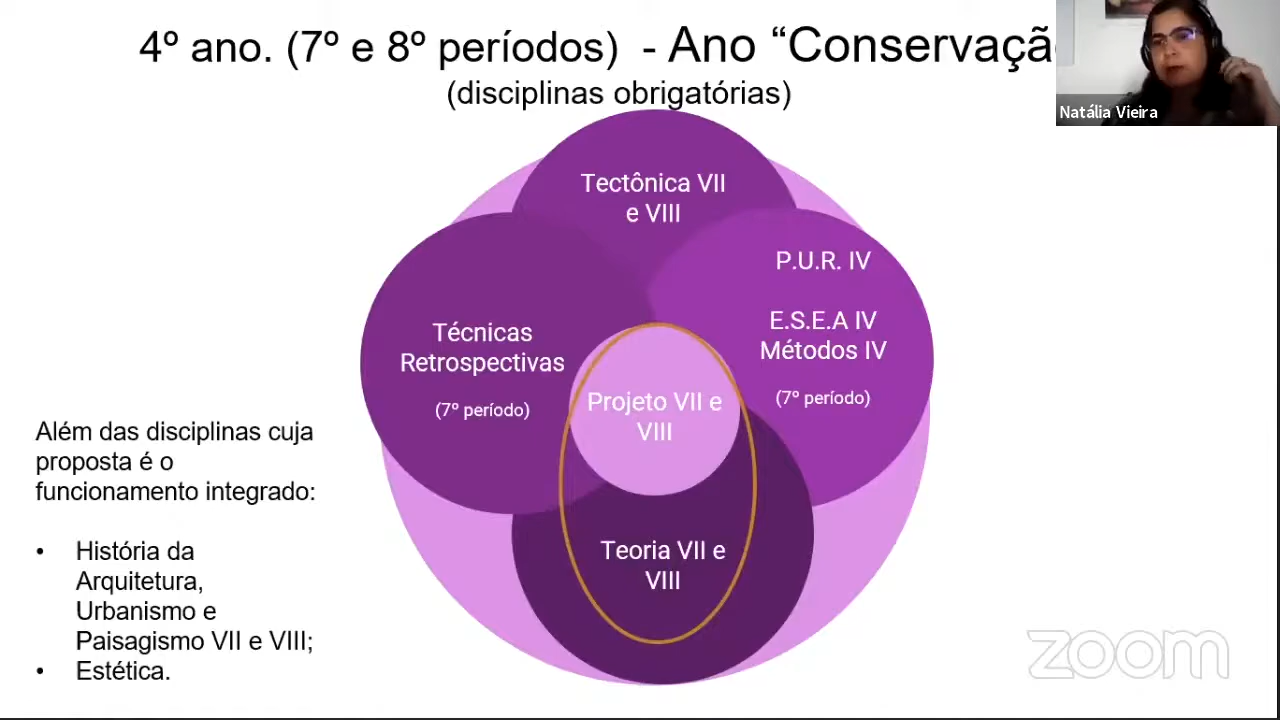 4º ano. (7º e 8º períodos) - Ano “Conservaçã
(disciplinas obrigatórias)
Natália Vieira
Tectônica VII
e VIII
P.U.R. IV
E.S.E.A IV
Métodos IV
(7º período)
Técnicas
Retrospectivas
(7º período)
Projeto VII e
VIII
Teoria VII e
VIII
Além das disciplinas cuja
proposta é o
funcionamento integrado:
• História da
Arquitetura,
Urbanismo e
Paisagismo VII e VIII;
• Estética.
zoom